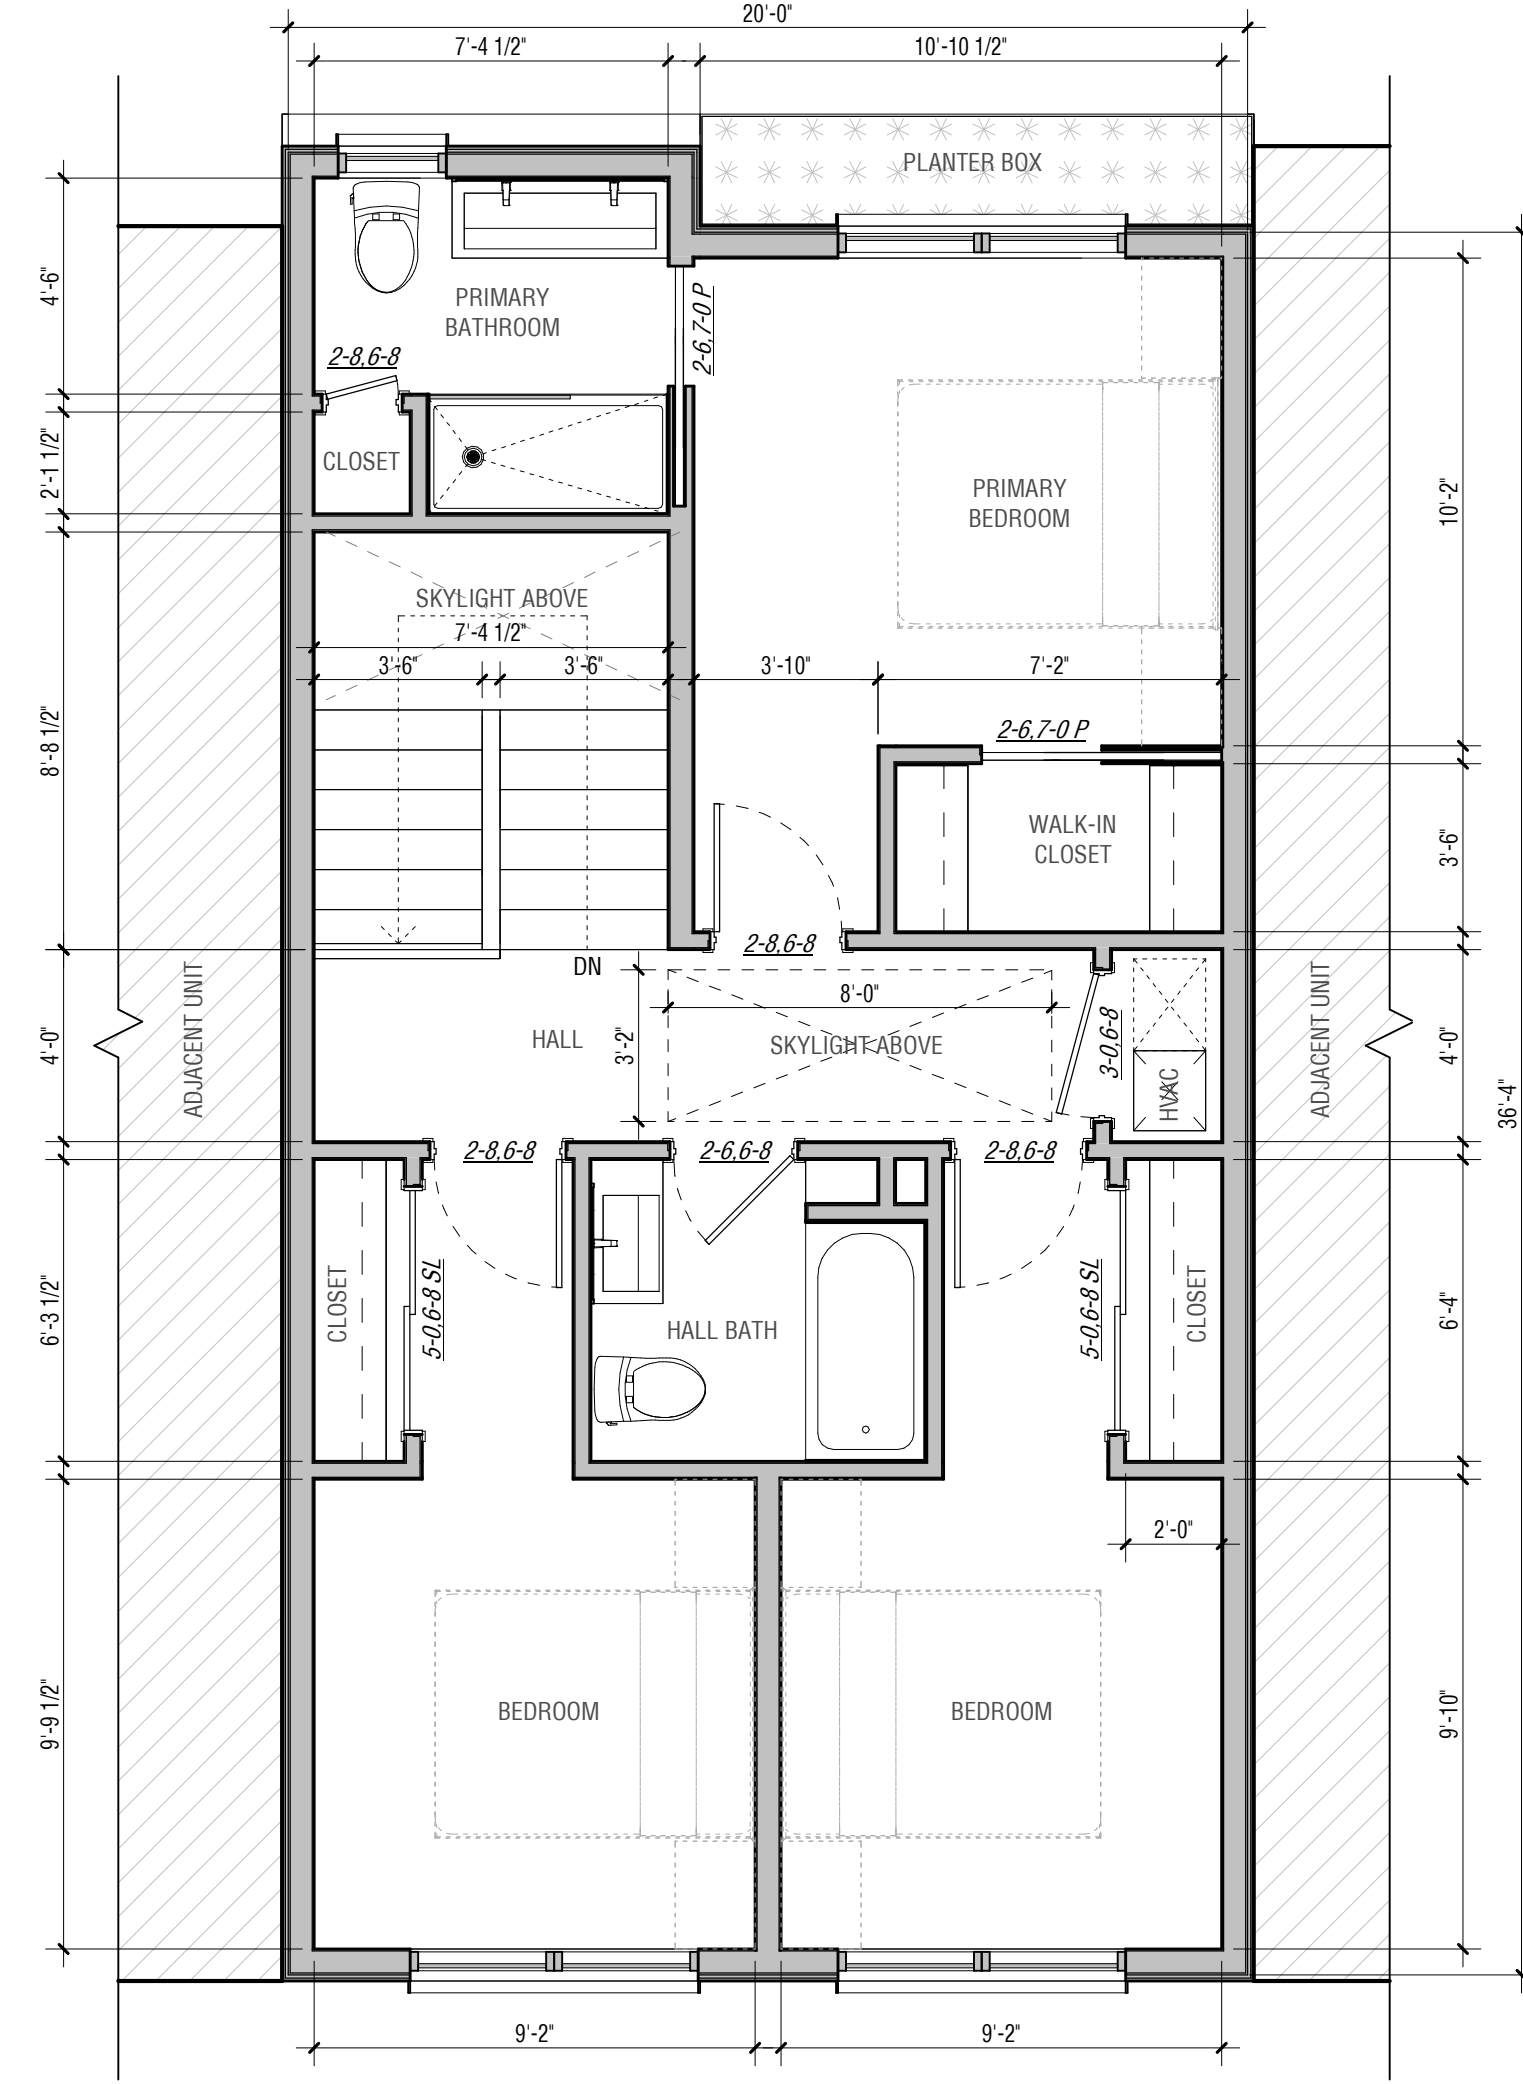 20'-0"
7'-4 1/2"
10'-10 1/2"
PLANTER BOX
4'-6"
PRIMARY
BATHROOM
2-8,6-8
2-6,7-0 P
2'-1 1/2"
CLOSET
PRIMARY
BEDROOM
10'-2"
SKYLIGHT ABOVE
7'-4 1/2"
3'-6"
3'-6"
3'-10"
7'-2"
8'-8 1/2"
2-6,7-0 P
WALK-IN
CLOSET
3'-6"
2-8,6-8
DN
8'-0"
HALL
3'-2"
SKYLIGHT ABOVE
3-0,6-8
HVAC
4'-0"
4'-0"
ADJACENT UNIT
ADJACENT UNIT
36'-4"
2-8,6-8
2-6,6-8
2-8,6-8
6'-3 1/2"
CLOSET
5-0,6-8 SL
HALL BATH
5-0,6-8 SL
CLOSET
6'-4"
2'-0"
9'-9 1/2"
BEDROOM
BEDROOM
9'-10"
9'-2"
9'-2"